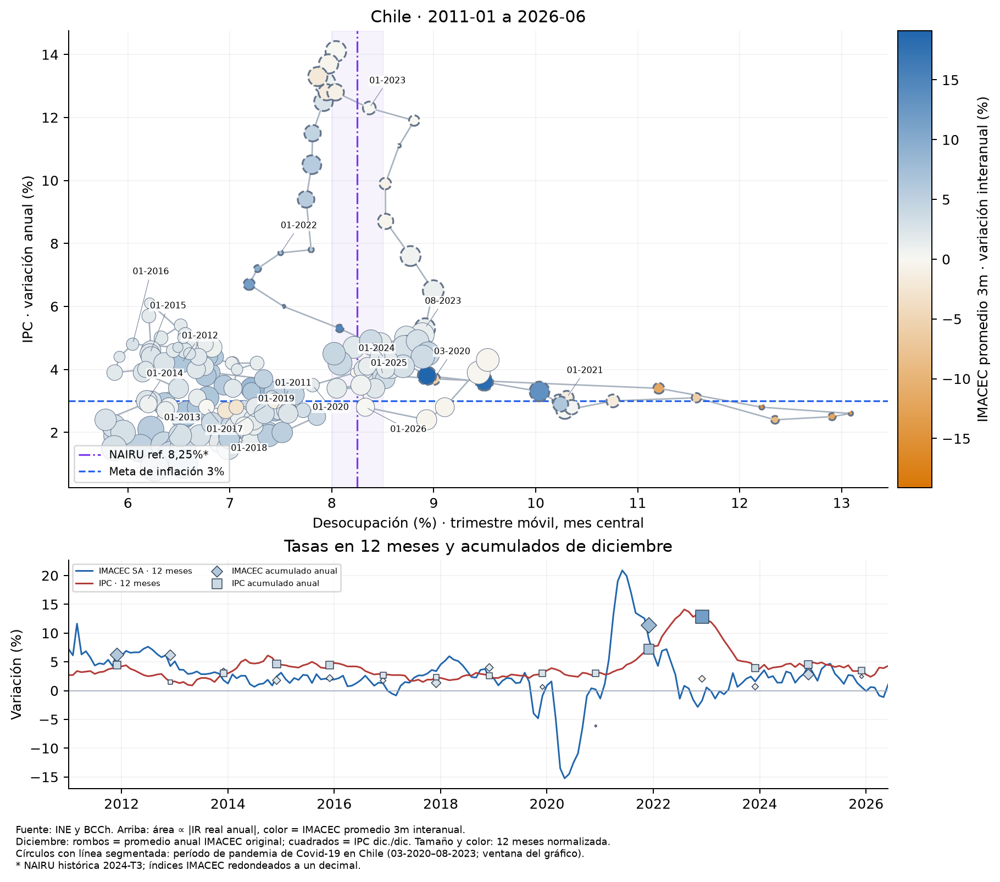 Chile · 2011-01 a 2026-06
14
12
10
8
6
4
2
IPC · variación anual (%)
01-2023
01-2022
01-2016
01-2015
08-2023
01-2012
01-2024
03-2020
01-2025
01-2014
01-2021
01-2011
01-2019
01-2020
01-2013
01-2017
01-2026
01-2018
NAIRU ref. 8,25%*
Meta de inflación 3%
6 7 8 9 10 11 12 13
Desocupación (%) · trimestre móvil, mes central
15
10
5
0
−5
−10
−15
IMACEC promedio 3m · variación interanual (%)
Tasas en 12 meses y acumulados de diciembre
IMACEC SA · 12 meses
IPC · 12 meses
IMACEC acumulado anual
IPC acumulado anual
20
15
10
5
0
−5
−10
−15
Variación (%)
2012 2014 2016 2018 2020 2022 2024 2026
Fuente: INE y BCCh. Arriba: área ∝ |IR real anual|, color = IMACEC promedio 3m interanual.
Diciembre: rombos = promedio anual IMACEC original; cuadrados = IPC dic./dic. Tamaño y color: 12 meses normalizada.
Círculos con línea segmentada: período de pandemia de Covid-19 en Chile (03-2020–08-2023; ventana del gráfico).
* NAIRU histórica 2024-T3; índices IMACEC redondeados a un decimal.